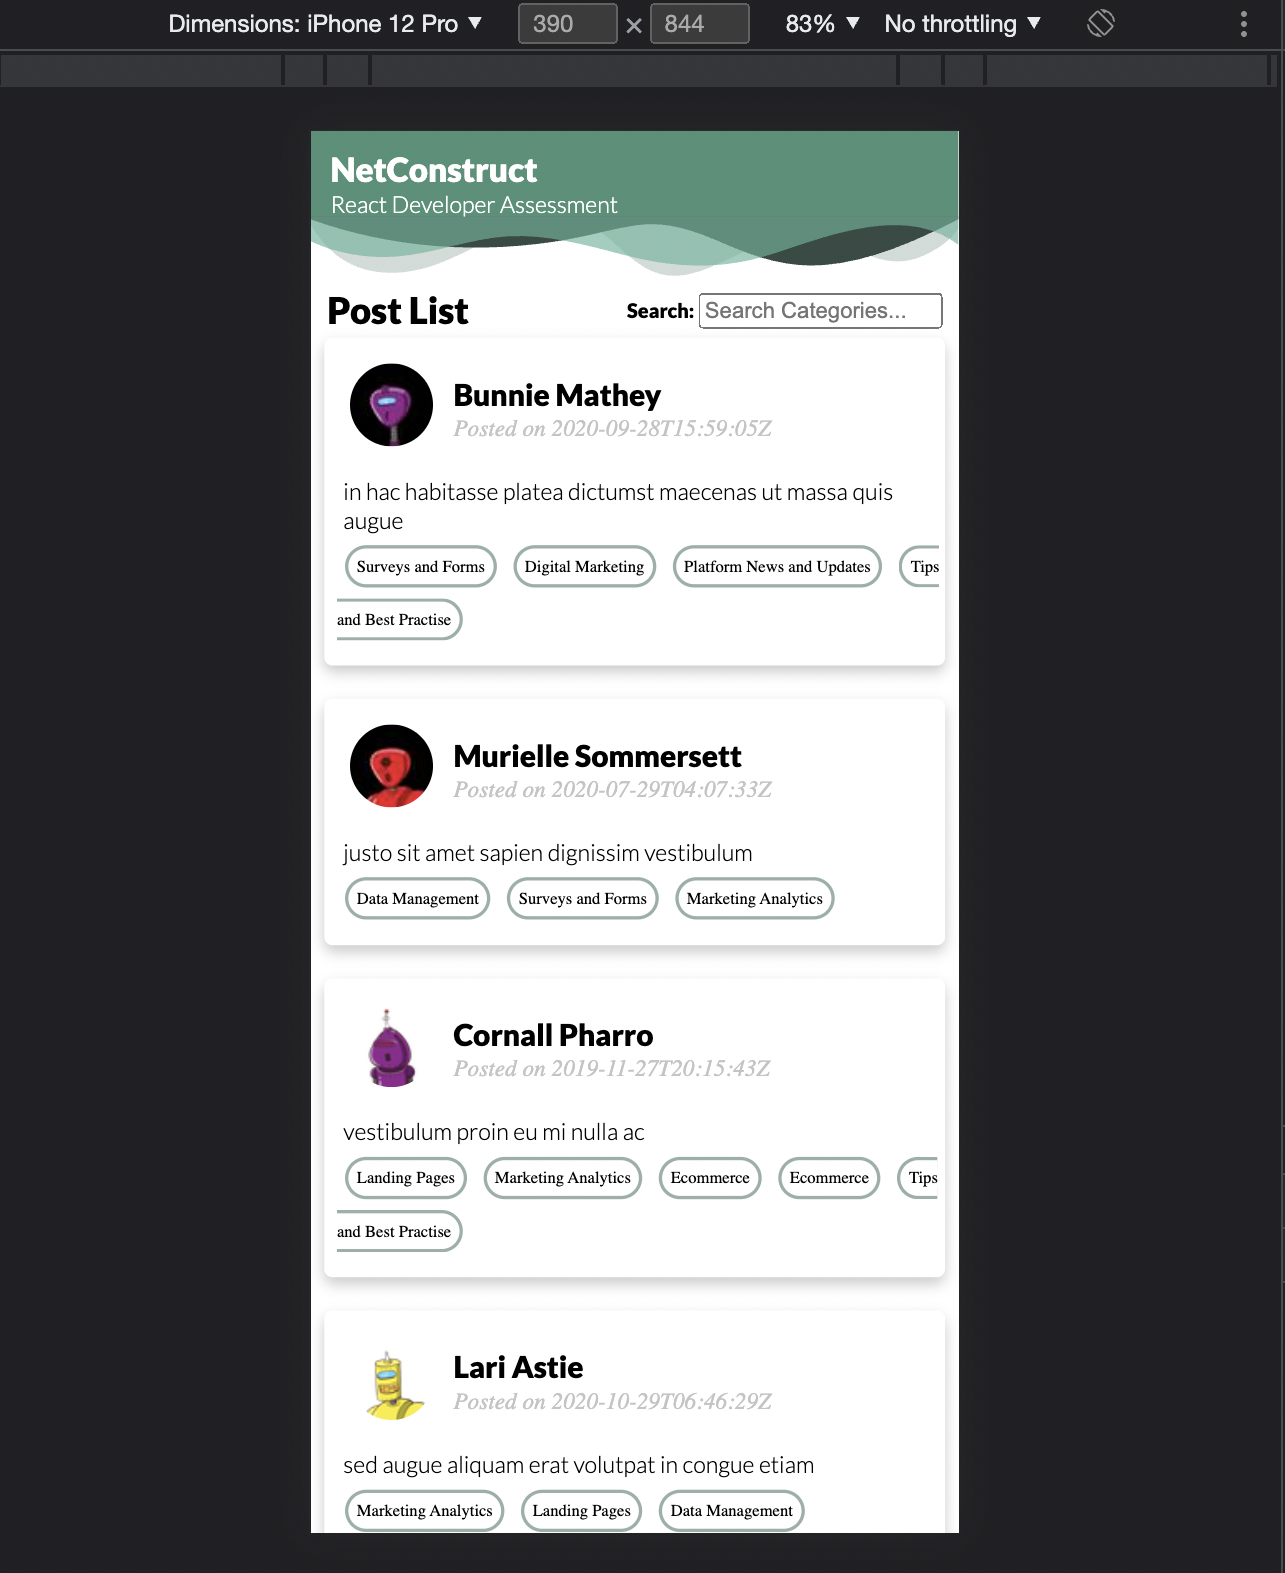 Dimensions: iPhone 12 Pro ▼ 390 × 844 83% ▼ No throttling ▼
NetConstruct
React Developer Assessment
Post List Search: Search Categories...
Bunnie Mathey
Posted on 2020-09-28T15:59:05Z
in hac habitasse platea dictumst maecenas ut massa quis
augue
Surveys and Forms Digital Marketing Platform News and Updates Tips
and Best Practise
Murielle Sommersett
Posted on 2020-07-29T04:07:33Z
justo sit amet sapien dignissim vestibulum
Data Management Surveys and Forms Marketing Analytics
Cornall Pharro
Posted on 2019-11-27T20:15:43Z
vestibulum proin eu mi nulla ac
Landing Pages Marketing Analytics Ecommerce Ecommerce Tips
and Best Practise
Lari Astie
Posted on 2020-10-29T06:46:29Z
sed augue aliquam erat volutpat in congue etiam
Marketing Analytics Landing Pages Data Management